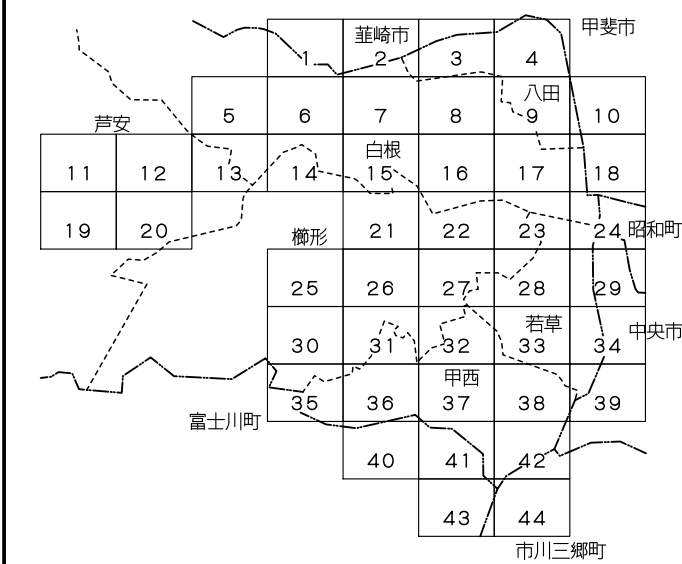 韮崎市 甲斐市
1 2 3 4
芦安 八田
5 6 7 8 9 10
白根
11 12 13 14 15 16 17 18
櫛形 昭和町
19 20 21 22 23 24
25 26 27 28 29
若草 中央市
30 31 32 33 34
甲西
富士川町
35 36 37 38 39
40 41 42
43 44
市川三郷町